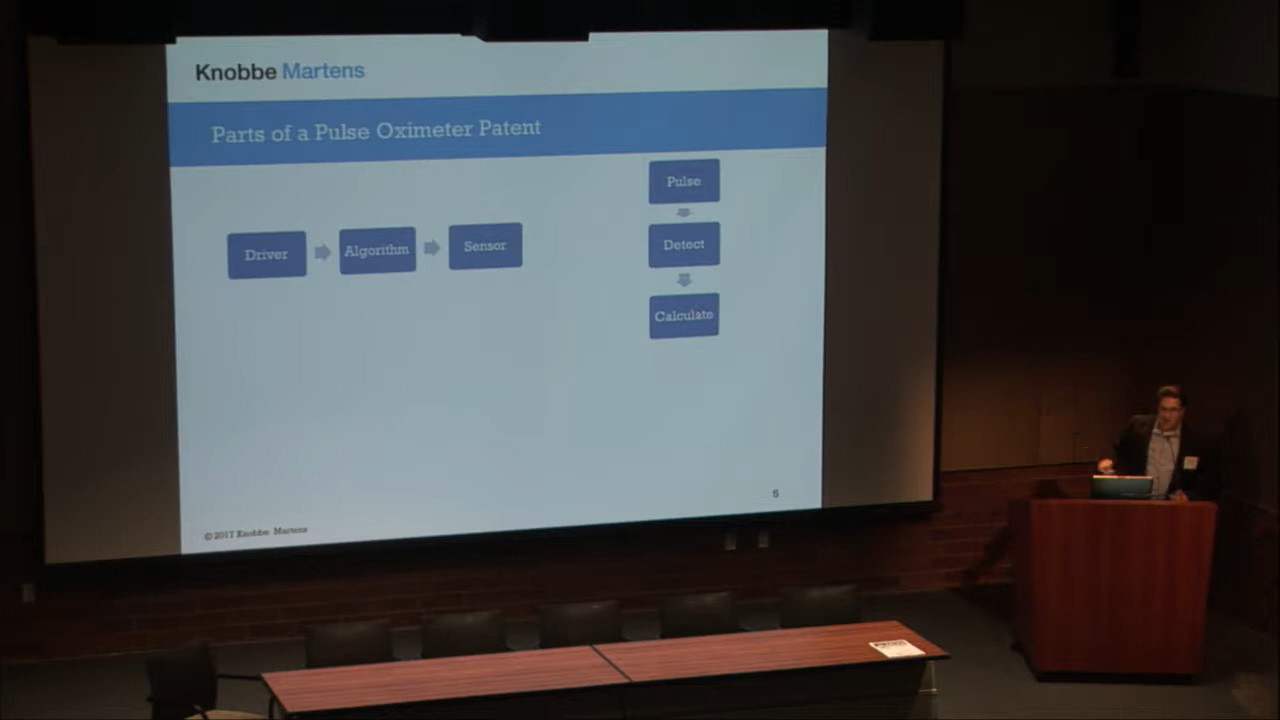 Knobbe Martens
Parts of a Pulse Oximeter Patent
Driver
Algorithm
Sensor
Pulse
Detect
Calculate
5
© 2017 Knobbe Martens